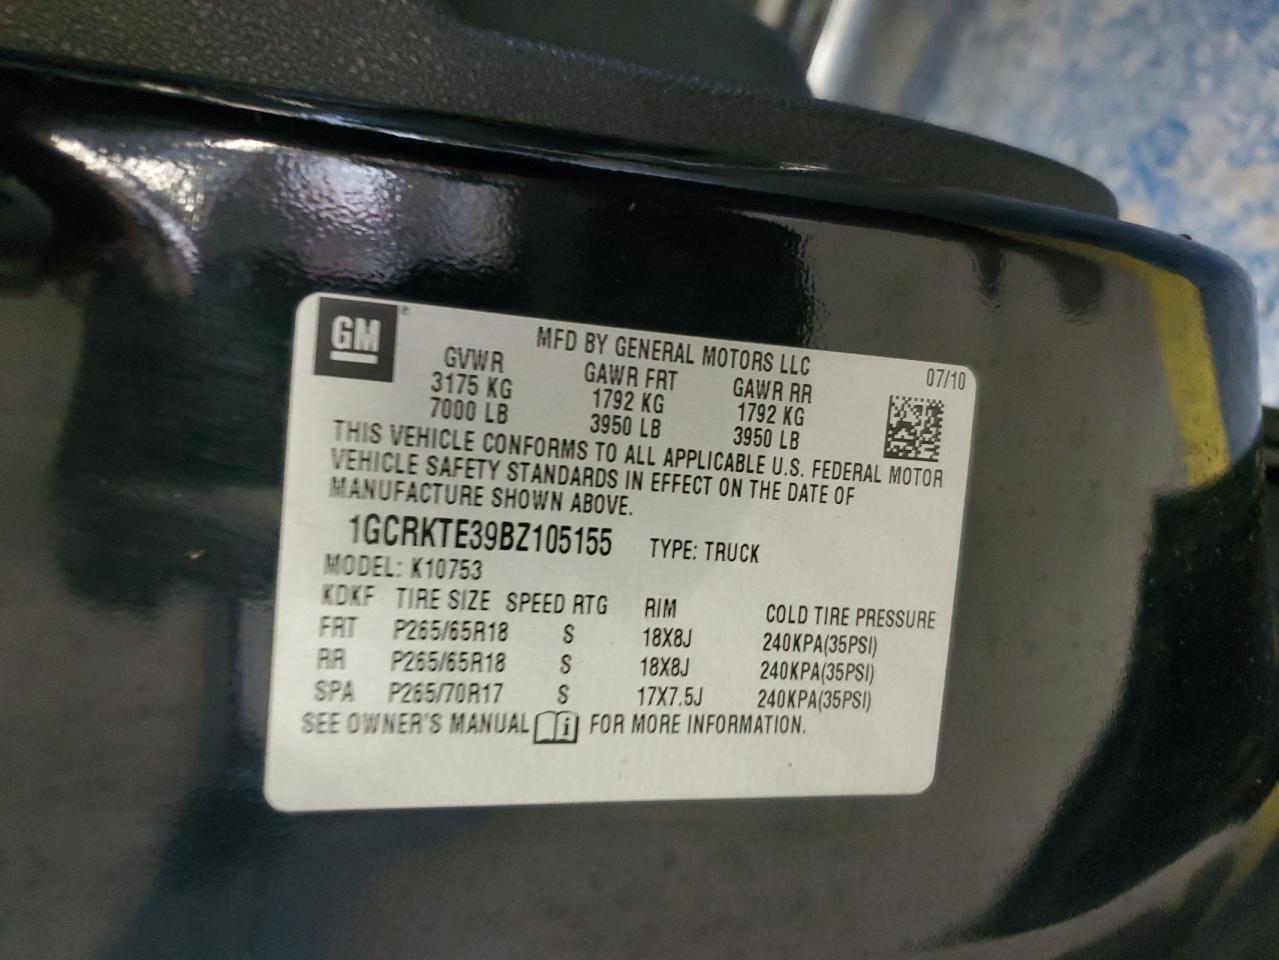 GM
MFD BY GENERAL MOTORS LLC
07/10
GVWR GAWR FRT GAWR RR
3175 KG 1792 KG 1792 KG
7000 LB 3950 LB 3950 LB
THIS VEHICLE CONFORMS TO ALL APPLICABLE U.S. FEDERAL MOTOR
VEHICLE SAFETY STANDARDS IN EFFECT ON THE DATE OF
MANUFACTURE SHOWN ABOVE.
1GCRKTE39BZ105155 TYPE: TRUCK
MODEL: K10753
KDKF TIRE SIZE SPEED RTG RIM COLD TIRE PRESSURE
FRT P265/65R18 S 18X8J 240KPA(35PSI)
RR P265/65R18 S 18X8J 240KPA(35PSI)
SPA P265/70R17 S 17X7.5J 240KPA(35PSI)
SEE OWNER'S MANUAL i FOR MORE INFORMATION.